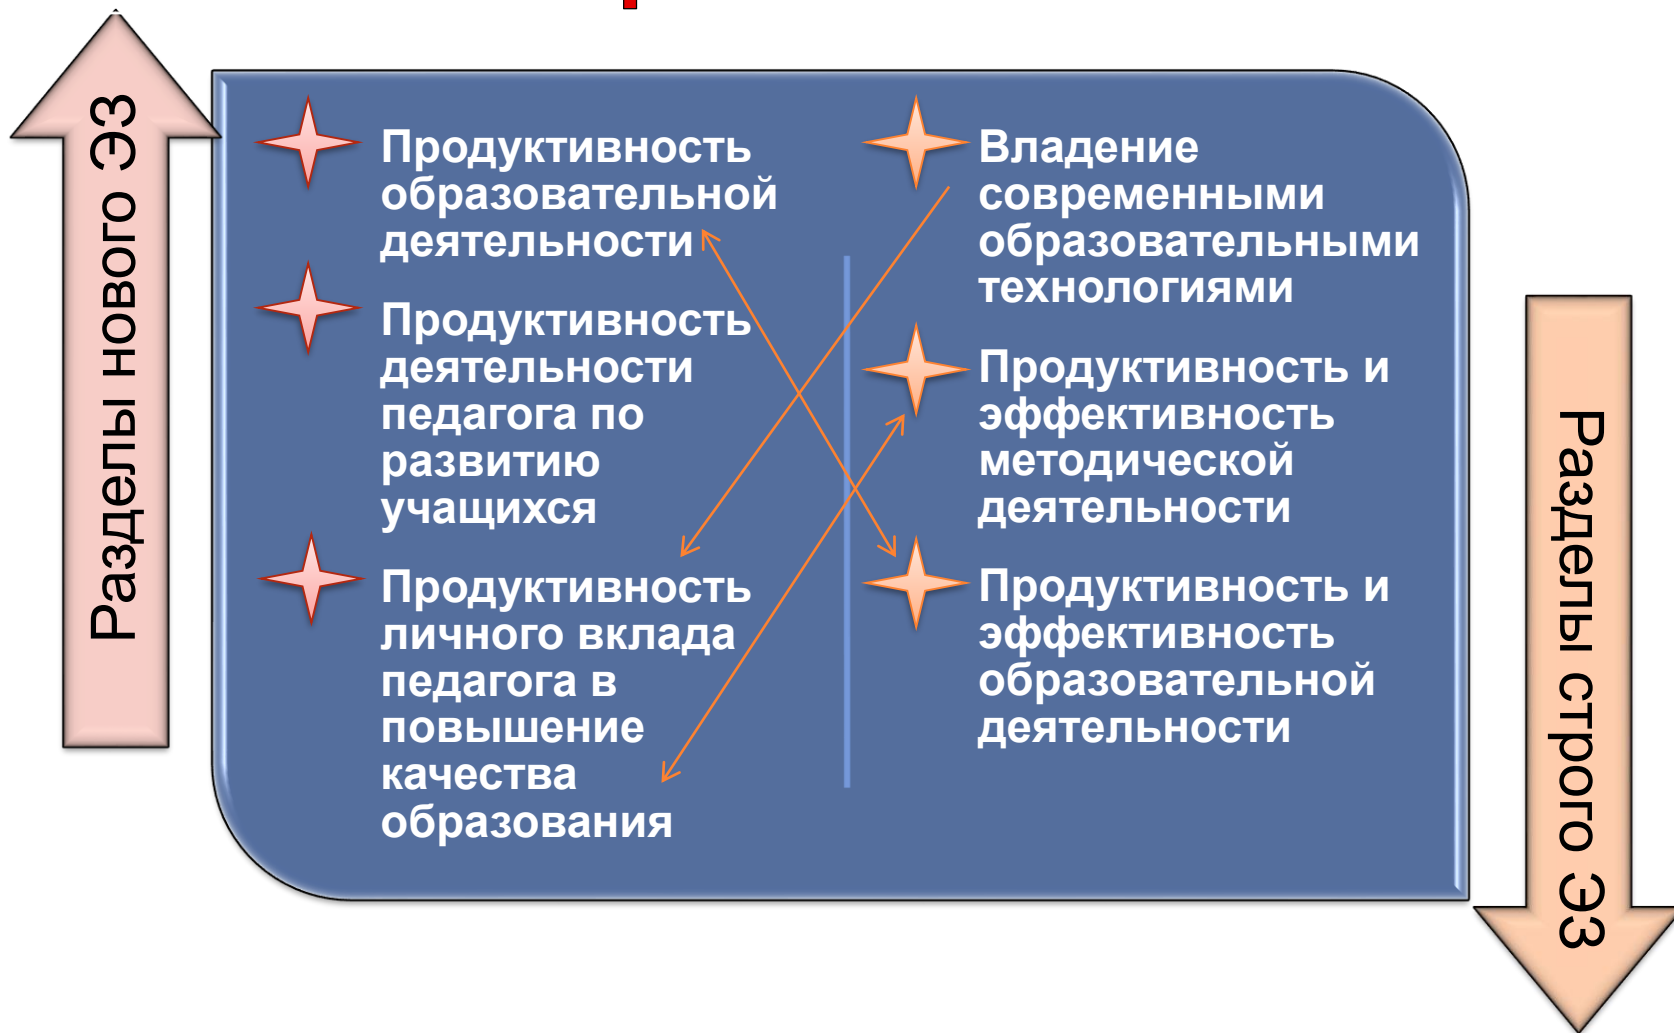 Разделы нового ЭЗ
Продуктивность
образовательной
деятельности
Продуктивность
деятельности
педагога по
развитию
учащихся
Продуктивность
личного вклада
педагога в
повышение
качества
образования
Владение
современными
образовательными
технологиями
Продуктивность и
эффективность
методической
деятельности
Продуктивность и
эффективность
образовательной
деятельности
Разделы строго ЭЗ